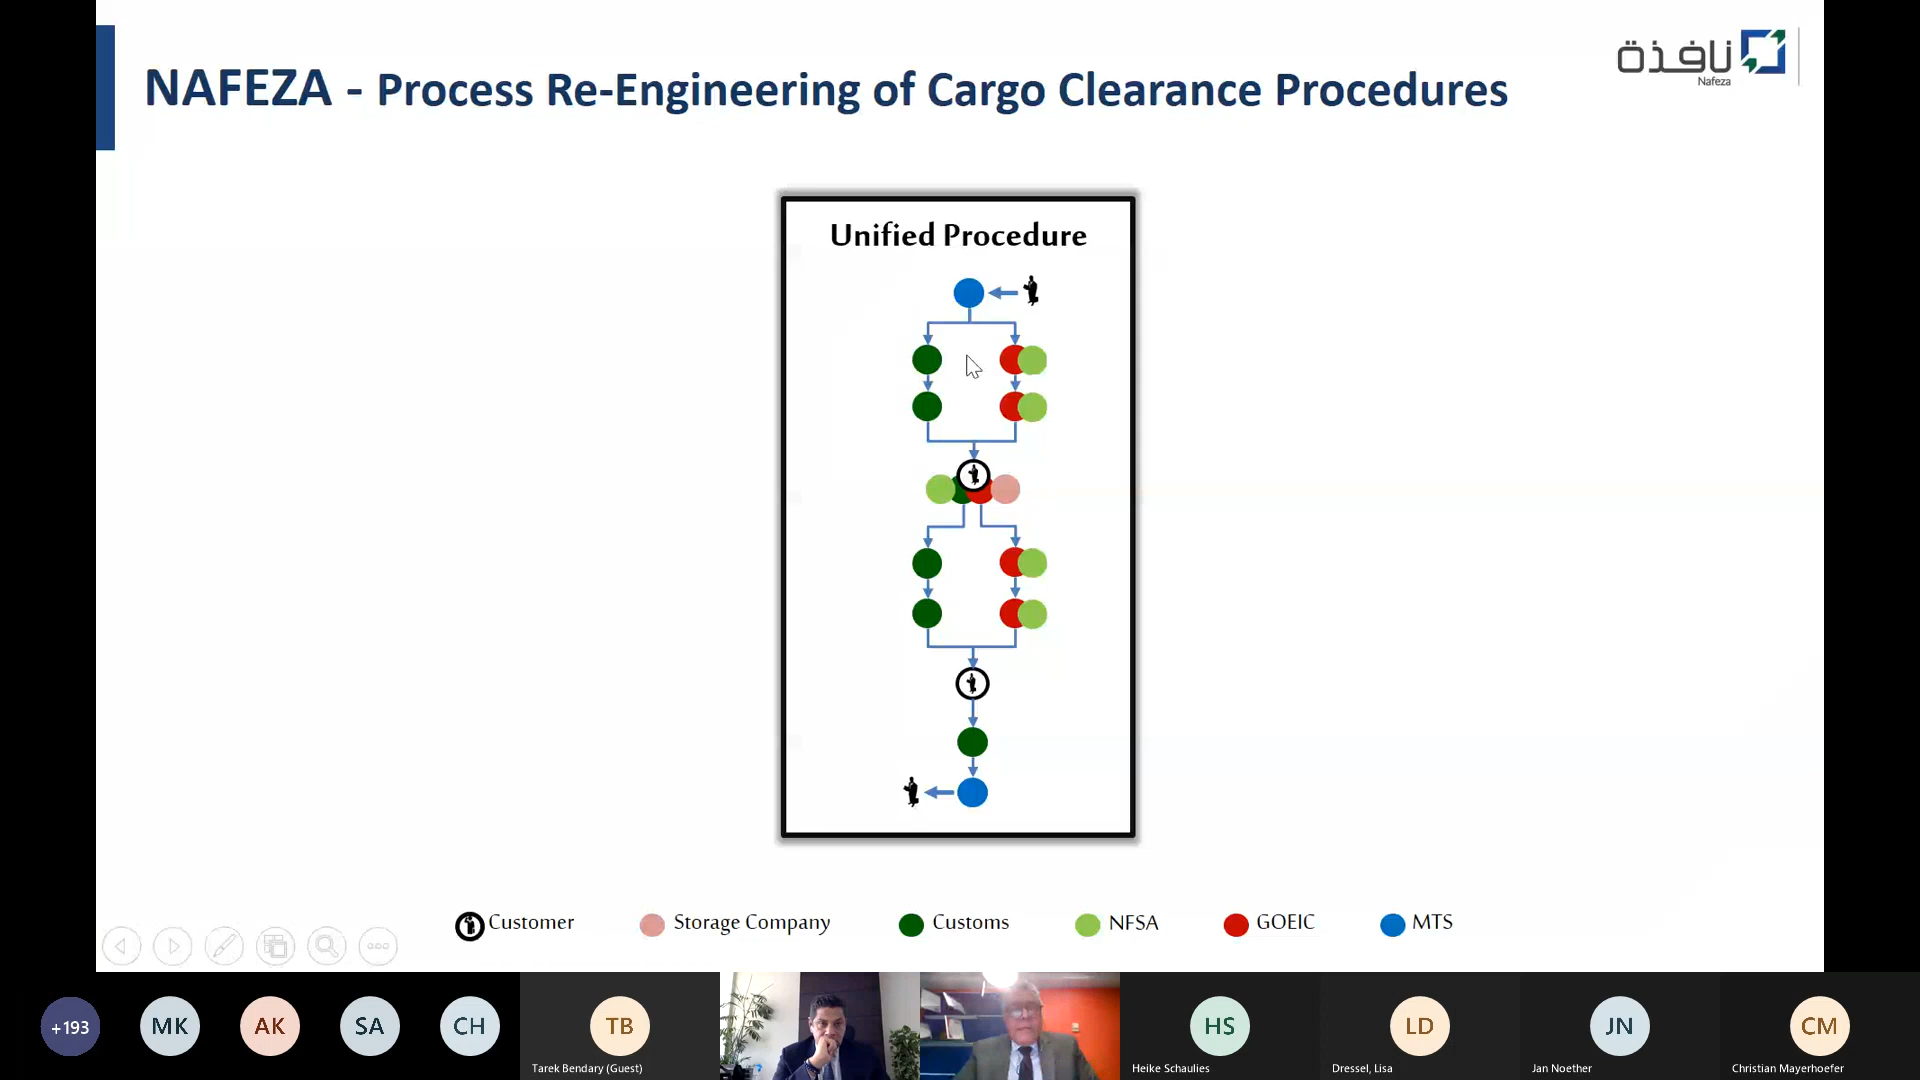 NAFEZA - Process Re-Engineering of Cargo Clearance Procedures
نافذة
Nafeza
Unified Procedure
Customer
Storage Company
Customs
NFSA
GOEIC
MTS
+193
MK
AK
SA
CH
TB
HS
LD
JN
CM
Tarek Bendary (Guest)
Heike Schaulies
Dressel, Lisa
Jan Noether
Christian Mayerhoefer